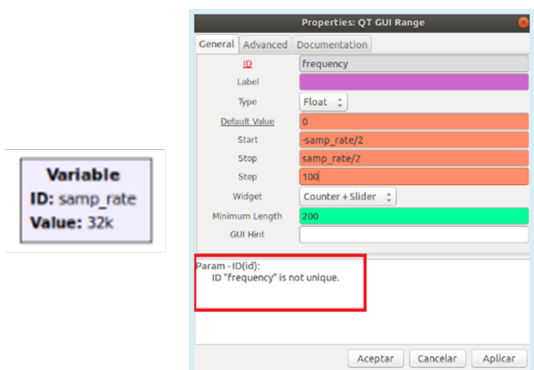 Variable
ID: samp_rate
Value: 32k
Properties: QT GUI Range
General Advanced Documentation
ID frequency
Label
Type Float
Default Value 0
Start -samp_rate/2
Stop samp_rate/2
Step 100
Widget Counter + Slider
Minimum Length 200
GUI Hint
Param - ID(id):
ID "frequency" is not unique.
Aceptar Cancelar Aplicar